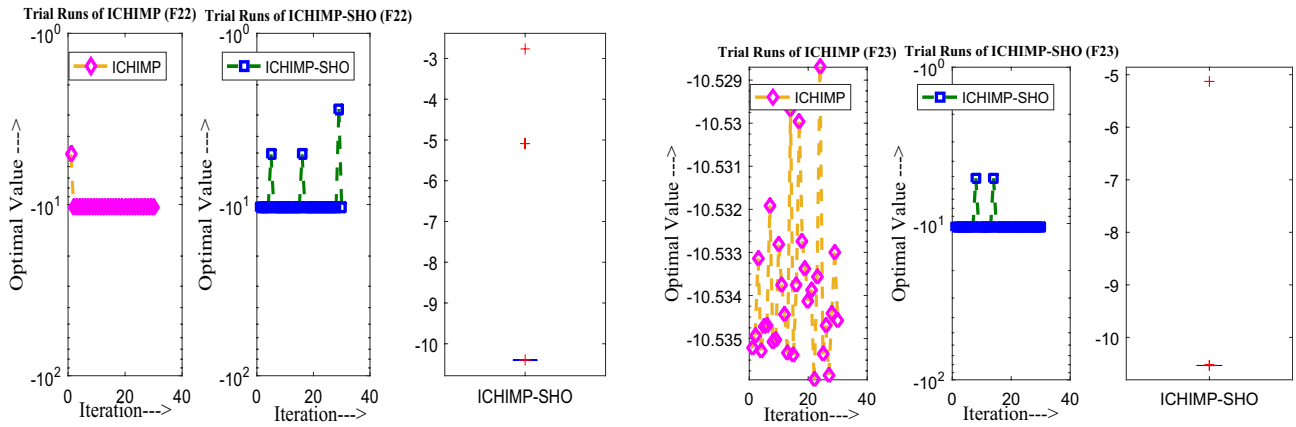 Trial Runs of ICHIMP (F22)
-10^0
-10^1
-10^2
0 20 40
ICHIMP
Optimal Value --->
Iteration--->
Trial Runs of ICHIMP-SHO (F22)
-10^0
-10^1
-10^2
0 20 40
ICHIMP-SHO
Optimal Value --->
Iteration--->
-3
-4
-5
-6
-7
-8
-9
-10
ICHIMP-SHO
Trial Runs of ICHIMP (F23)
-10.529
-10.53
-10.531
-10.532
-10.533
-10.534
-10.535
0 20 40
ICHIMP
Optimal Value --->
Iteration--->
Trial Runs of ICHIMP-SHO (F23)
-10^0
-10^1
-10^2
0 20 40
ICHIMP-SHO
Optimal Value --->
Iteration--->
-5
-6
-7
-8
-9
-10
ICHIMP-SHO